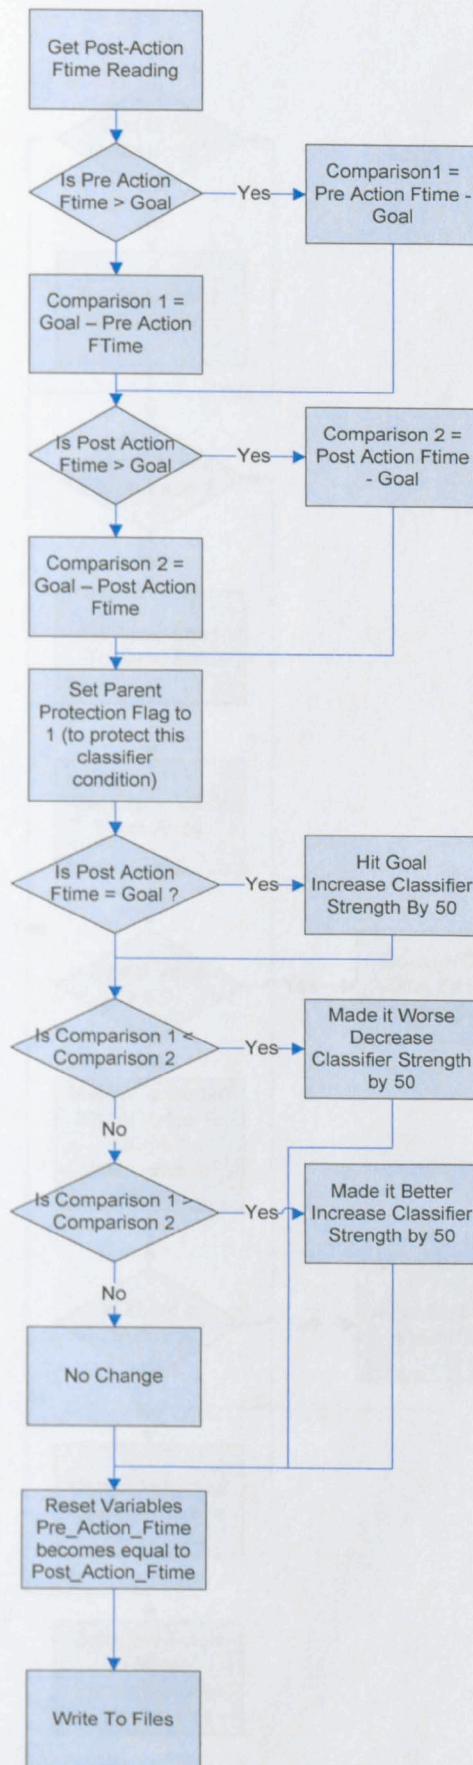 Get Post-Action
Ftime Reading
Is Pre Action
Ftime > Goal
Yes
Comparison1 =
Pre Action Ftime -
Goal
Comparison 1 =
Goal – Pre Action
FTime
Is Post Action
Ftime > Goal
Yes
Comparison 2 =
Post Action Ftime
- Goal
Comparison 2 =
Goal – Post Action
Ftime
Set Parent
Protection Flag to
1 (to protect this
classifier
condition)
Is Post Action
Ftime = Goal ?
Yes
Hit Goal
Increase Classifier
Strength By 50
Is Comparison 1 <
Comparison 2
Yes
Made it Worse
Decrease
Classifier Strength
by 50
No
Is Comparison 1 >
Comparison 2
Yes
Made it Better
Increase Classifier
Strength by 50
No
No Change
Reset Variables
Pre_Action_Ftime
becomes equal to
Post_Action_Ftime
Write To Files